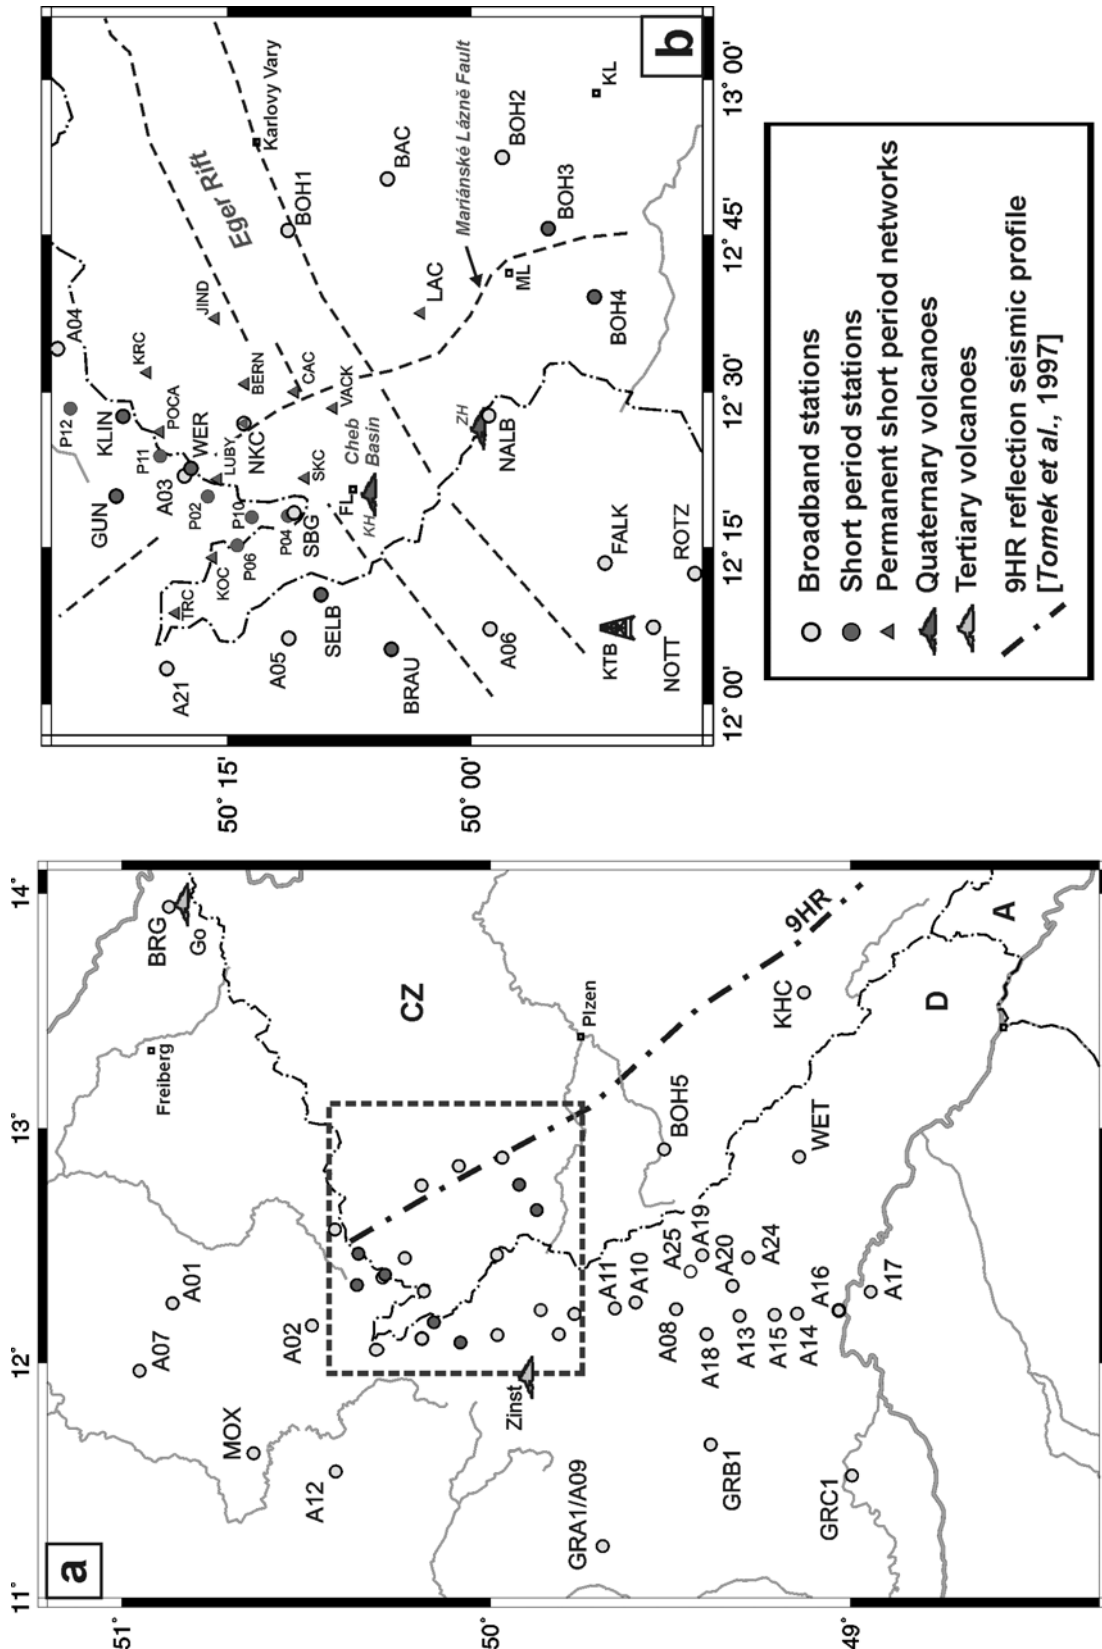 a
11°
12°
13°
14°
51°
50°
49°
BRG
Go
Freiberg
CZ
A07
A01
A02
MOX
A12
Zinst
GRA1/A09
9HR
Plzen
BOH5
KHC
WET
D
A
A11
A10
A25
A19
A20
A24
A08
A18
A13
A15
A14
A16
A17
GRB1
GRC1
b
50° 15'
50° 00'
12° 00'
12° 15'
12° 30'
12° 45'
13° 00'
A04
P12
KRC
KLIN
POCA
JIND
Eger Rift
Karlovy Vary
GUN
P11
WER
A03
LUBY
NKC
BERN
BOH1
P02
P10
CAC
BAC
TRC
KOC
P06
P04
SBG
SKC
VACK
LAC
Mariánské Lázně Fault
BOH2
A21
A05
SELB
FL
Cheb
Basin
KH
ML
BOH3
KL
BRAU
A06
ZH
NALB
BOH4
KTB
FALK
NOTT
ROTZ
Broadband stations
Short period stations
Permanent short period networks
Quaternary volcanoes
Tertiary volcanoes
9HR reflection seismic profile
[Tomek et al., 1997]